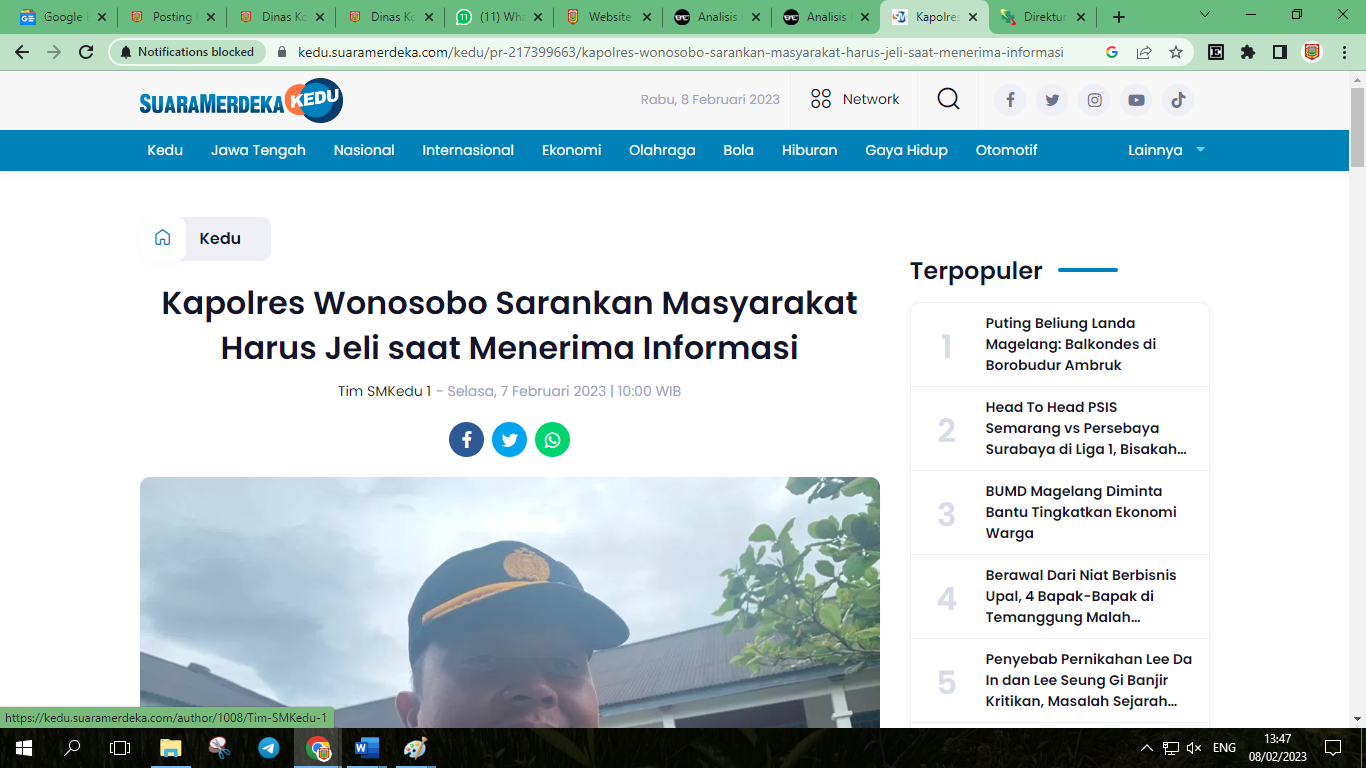 Google
Posting
Dinas Ko
Dinas Ko
(11) Wha
Website
Analisis
Analisis
Kapolres
Direktur
Notifications blocked
kedu.suaramerdeka.com/kedu/pr-217399663/kapolres-wonosobo-sarankan-masyarakat-harus-jeli-saat-menerima-informasi
SUARAMERDEKA KEDU
Rabu, 8 Februari 2023
Network
Kedu
Jawa Tengah
Nasional
Internasional
Ekonomi
Olahraga
Bola
Hiburan
Gaya Hidup
Otomotif
Lainnya
Kedu
Kapolres Wonosobo Sarankan Masyarakat
Harus Jeli saat Menerima Informasi
Tim SMKedu 1 - Selasa, 7 Februari 2023 | 10:00 WIB
Terpopuler
1
Puting Beliung Landa
Magelang: Balkondes di
Borobudur Ambruk
2
Head To Head PSIS
Semarang vs Persebaya
Surabaya di Liga 1, Bisakah...
3
BUMD Magelang Diminta
Bantu Tingkatkan Ekonomi
Warga
4
Berawal Dari Niat Berbisnis
Upal, 4 Bapak-Bapak di
Temanggung Malah...
5
Penyebab Pernikahan Lee Da
In dan Lee Seung Gi Banjir
Kritikan, Masalah Sejarah...
https://kedu.suaramerdeka.com/author/1008/Tim-SMKedu-1
ENG
13:47
08/02/2023